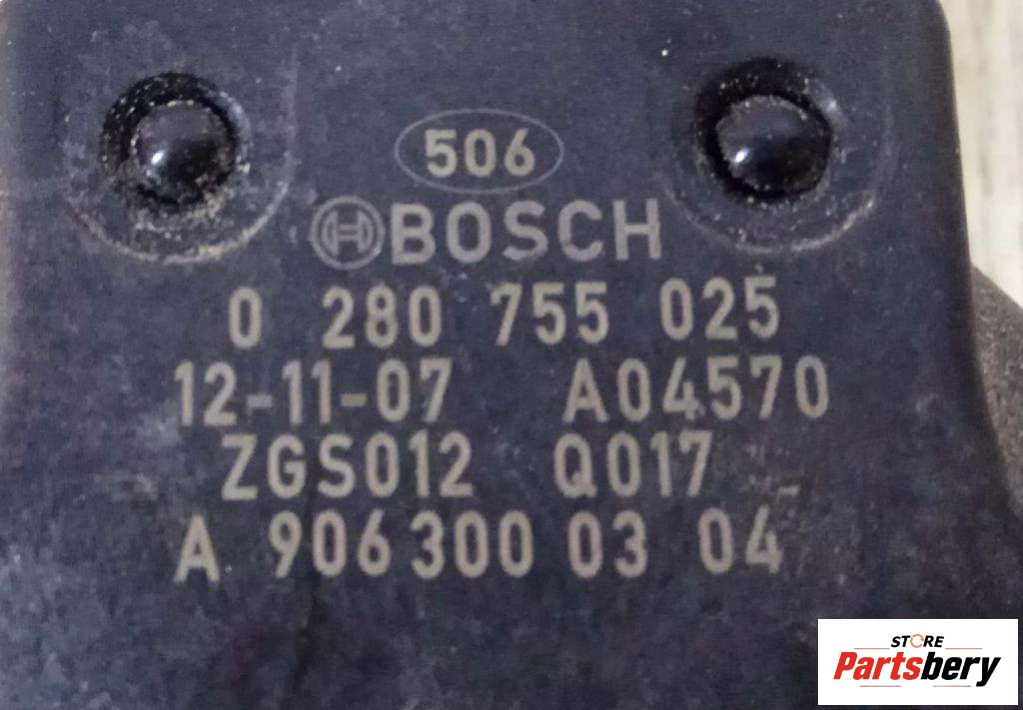 506
BOSCH
0 280 755 025
12-11-07 A04570
ZGS012 Q017
A 906 300 03 04
STORE
Partsbery